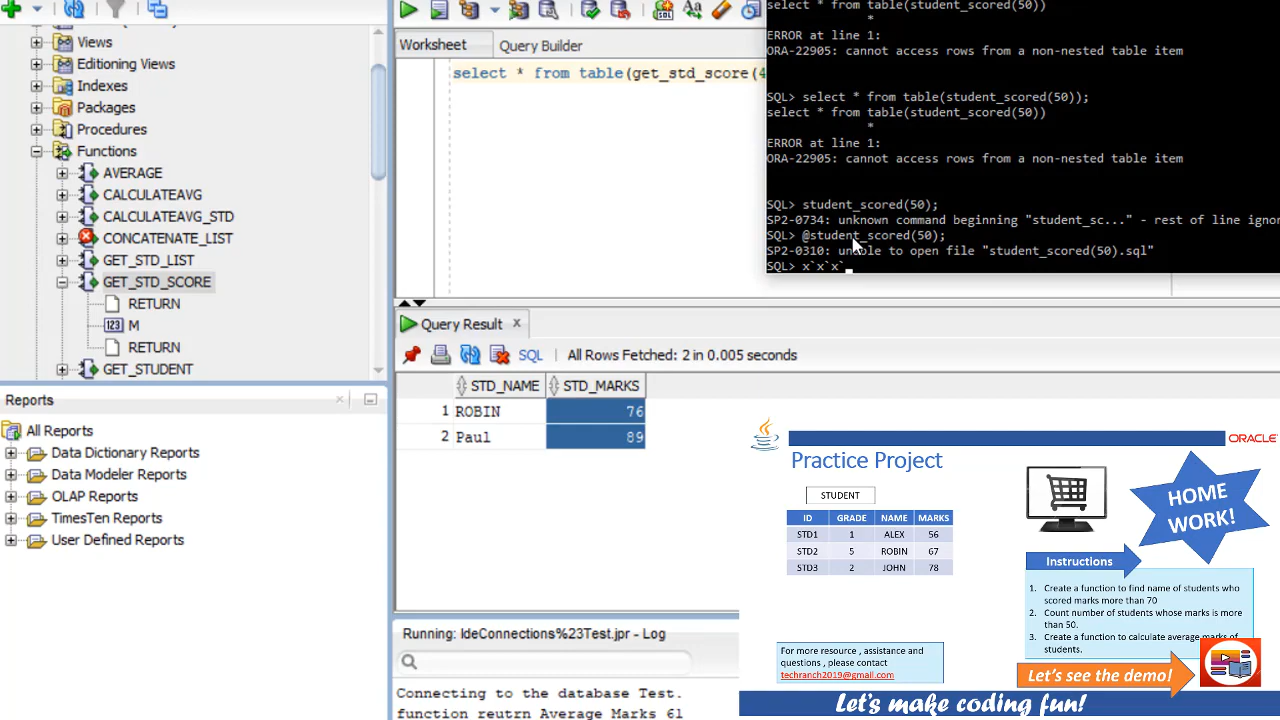 Views
Editioning Views
Indexes
Packages
Procedures
Functions
AVERAGE
CALCULATEAVG
CALCULATEAVG_STD
CONCATENATE_LIST
GET_STD_LIST
GET_STD_SCORE
RETURN
M
RETURN
GET_STUDENT
Reports
All Reports
Data Dictionary Reports
Data Modeler Reports
OLAP Reports
TimesTen Reports
User Defined Reports
Worksheet Query Builder
select * from table(get_std_score(4
select * from table(student_scored(50))
*
ERROR at line 1:
ORA-22905: cannot access rows from a non-nested table item
SQL> select * from table(student_scored(50));
select * from table(student_scored(50))
*
ERROR at line 1:
ORA-22905: cannot access rows from a non-nested table item
SQL> student_scored(50);
SP2-0734: unknown command beginning "student_sc..." - rest of line ignor
SQL> @student_scored(50);
SP2-0310: unable to open file "student_scored(50).sql"
SQL> x`x`x`_
Query Result
SQL All Rows Fetched: 2 in 0.005 seconds
STD_NAME STD_MARKS
1 ROBIN 76
2 Paul 89
Running: IdeConnections%23Test.jpr - Log
Connecting to the database Test.
function reutrn Average Marks 61
ORACLE
Practice Project
STUDENT
ID GRADE NAME MARKS
STD1 1 ALEX 56
STD2 5 ROBIN 67
STD3 2 JOHN 78
HOME
WORK!
Instructions
1. Create a function to find name of students who
scored marks more than 70
2. Count number of students whose marks is more
than 50.
3. Create a function to calculate average marks of
students.
For more resource , assistance and
questions , please contact
techranch2019@gmail.com
Let's see the demo!
Let's make coding fun!